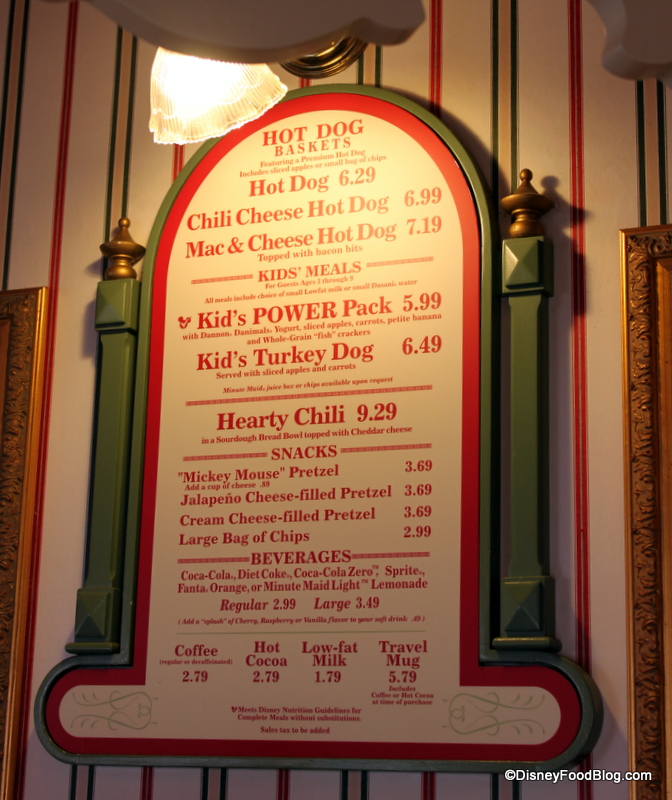 HOT DOG
BASKETS
Featuring a Premium Hot Dog
Includes sliced apples or small bag of chips
Hot Dog 6.29
Chili Cheese Hot Dog 6.99
Mac & Cheese Hot Dog 7.19
Topped with bacon bits
KIDS' MEALS
For Guests Ages 3 through 9
All meals include choice of small Lowfat milk or small Dasani® water
Kid's POWER Pack 5.99
with Dannon® Danimals® Yogurt, sliced apples, carrots, petite banana
and Whole-Grain "fish" crackers
Kid's Turkey Dog 6.49
Served with sliced apples and carrots
Minute Maid® juice box or chips available upon request
Hearty Chili 9.29
in a Sourdough Bread Bowl topped with Cheddar cheese
SNACKS
"Mickey Mouse" Pretzel 3.69
Add a cup of cheese .89
Jalapeño Cheese-filled Pretzel 3.69
Cream Cheese-filled Pretzel 3.69
Large Bag of Chips 2.99
BEVERAGES
Coca-Cola®, Diet Coke®, Coca-Cola Zero™, Sprite®,
Fanta® Orange, or Minute Maid Light™ Lemonade
Regular 2.99 Large 3.49
( Add a "splash" of Cherry, Raspberry or Vanilla flavor to your soft drink .49 )
Coffee
(regular or decaffeinated)
2.79
Hot
Cocoa
2.79
Low-fat
Milk
1.79
Travel
Mug
5.79
Includes
Coffee or Hot Cocoa
at time of purchase
Meets Disney Nutrition Guidelines for
Complete Meals without substitutions.
Sales tax to be added
©DisneyFoodBlog.com